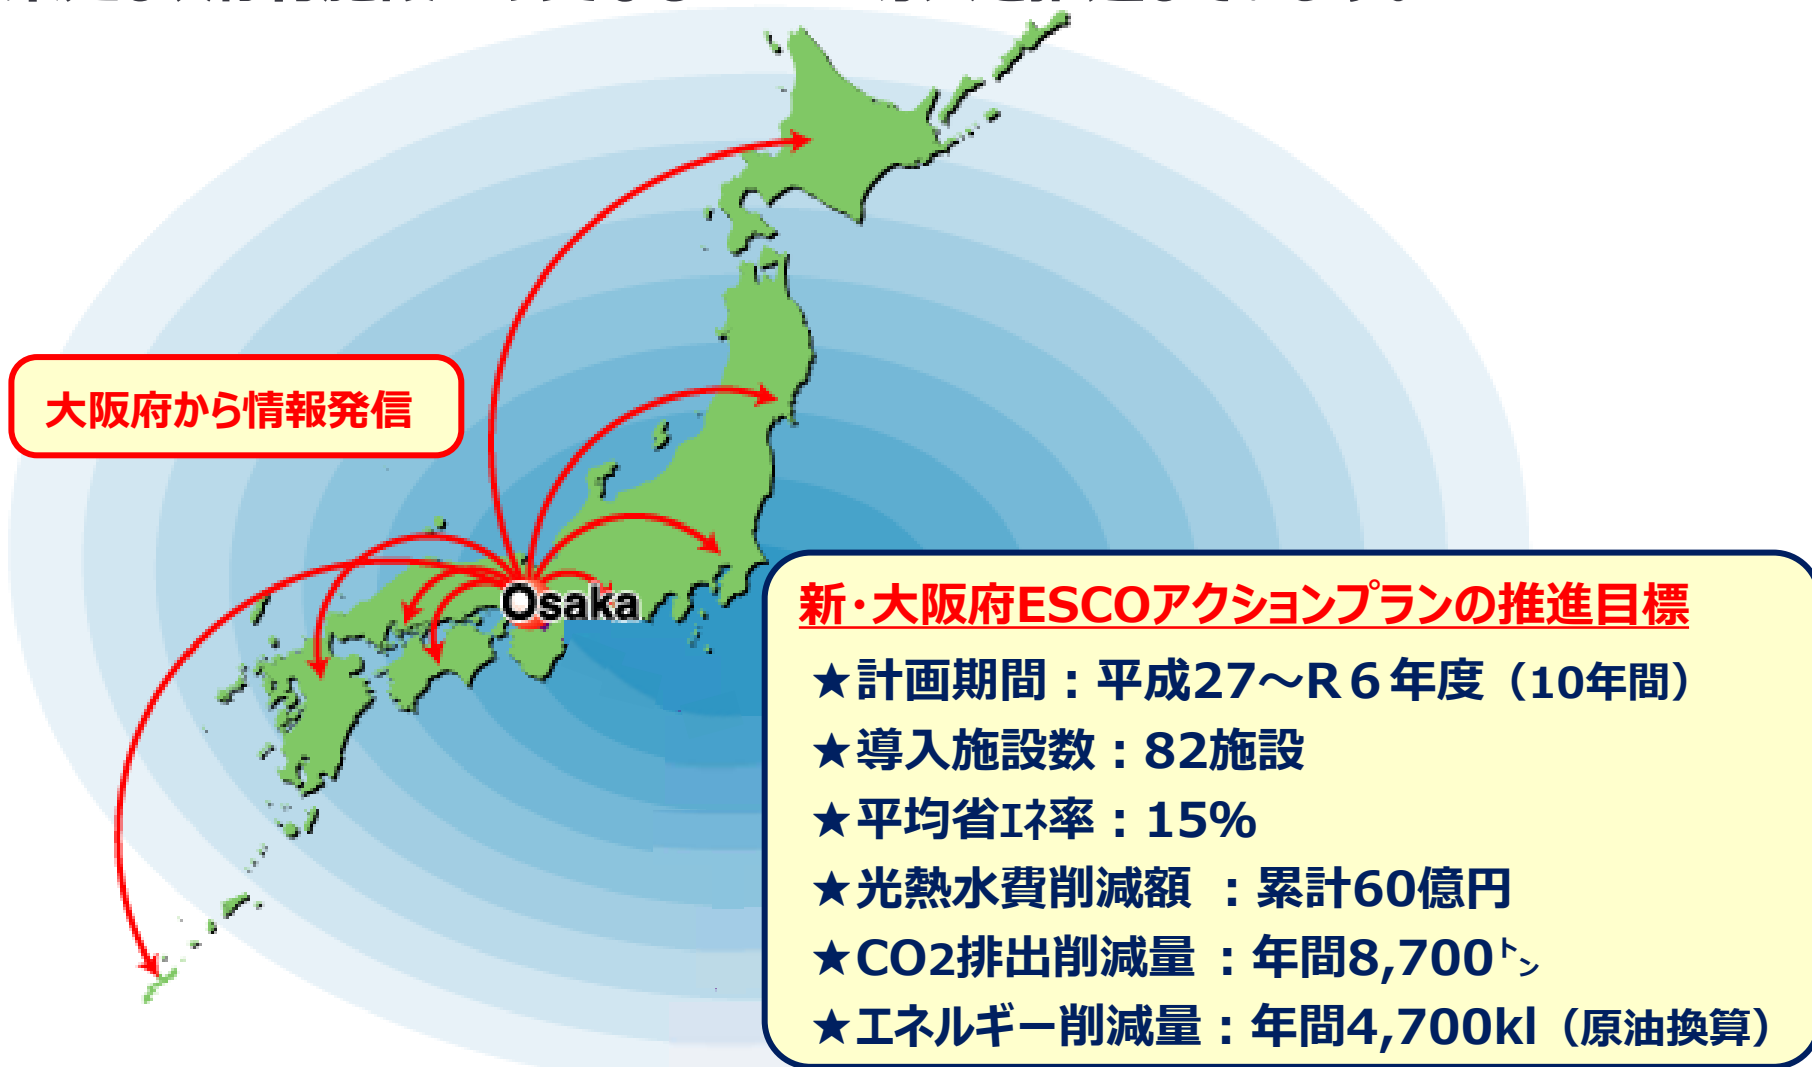 大阪府から情報発信
Osaka
新・大阪府ESCOアクションプランの推進目標
★計画期間：平成27～R６年度（10年間）
★導入施設数：82施設
★平均省ｴﾈ率：15%
★光熱水費削減額 ：累計60億円
★CO2排出削減量 ：年間8,700㌧
★エネルギー削減量：年間4,700kl（原油換算）